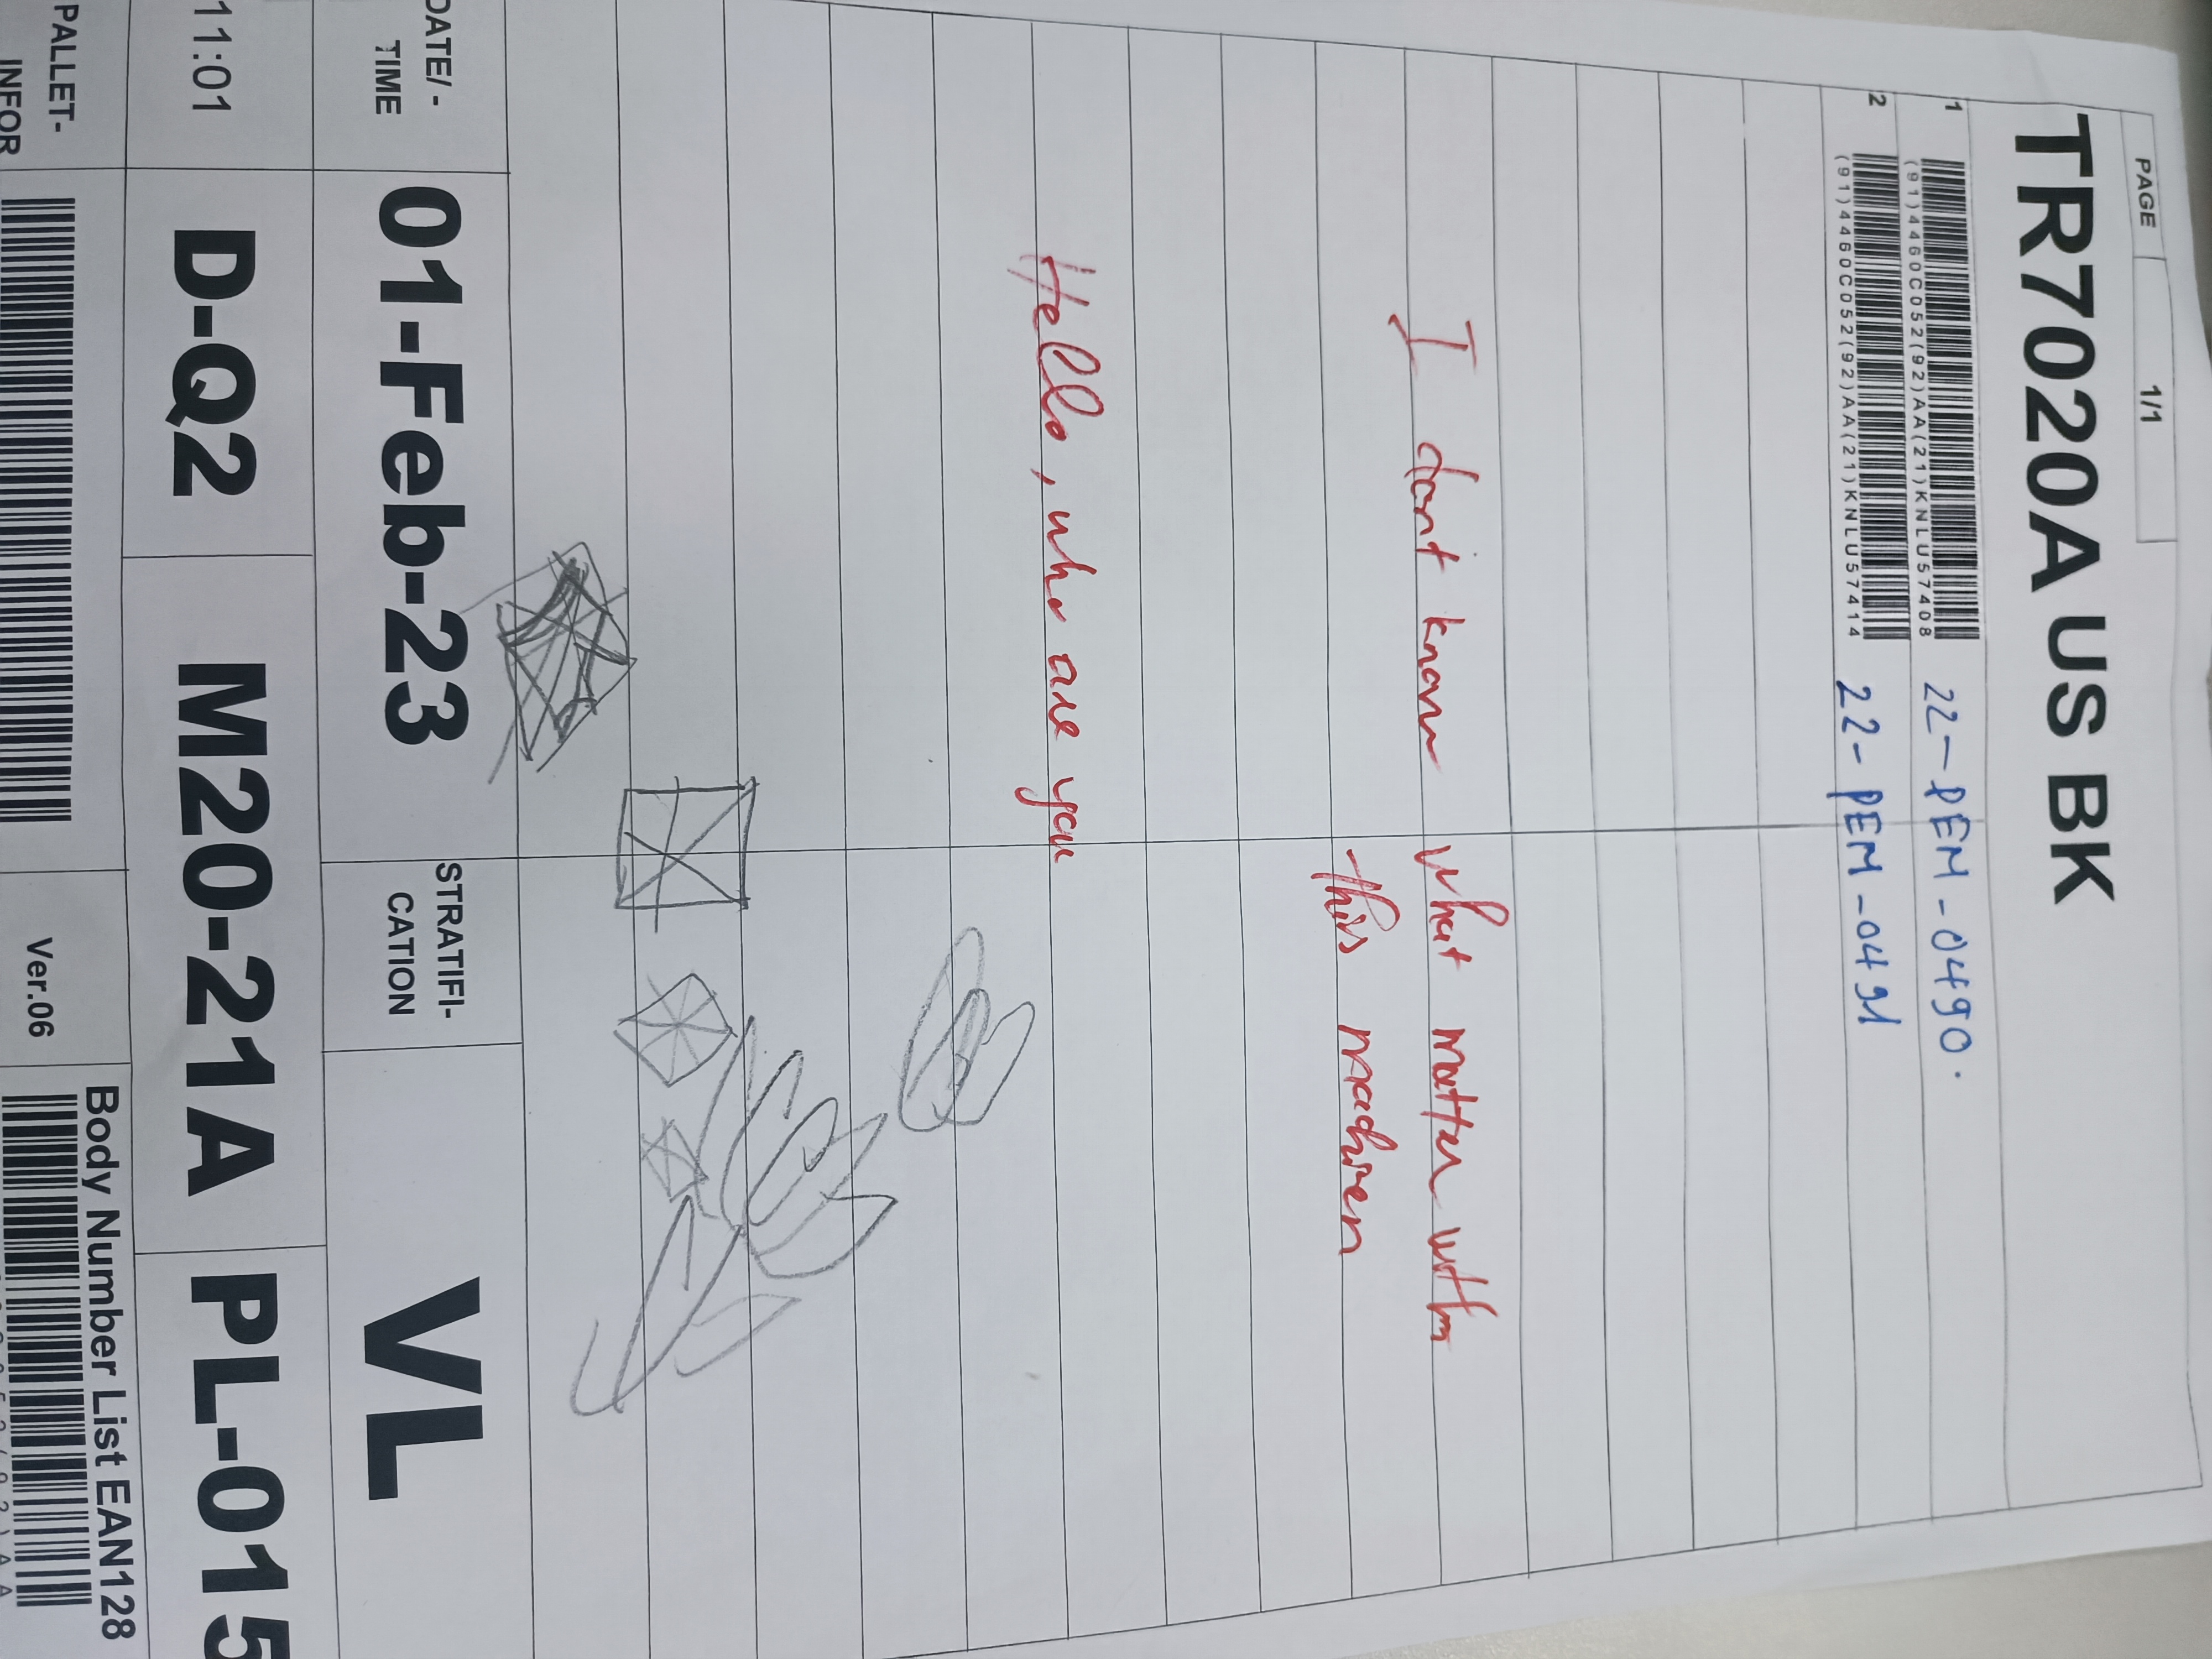 PAGE 1/1
TR7020A US BK
1 (91)4460C052(92)AA(21)KNLU57408 22-PEM-0490.
2 (91)4460C052(92)AA(21)KNLU57414 22-PEM-0491
I dont know what matter with
this machien
Hello, who are you
DATE/-
TIME
01-Feb-23
STRATIFI-
CATION
VL
11:01 D-Q2 M20-21A PL-015
PALLET-
INFOR
Ver.06
Body Number List EAN128